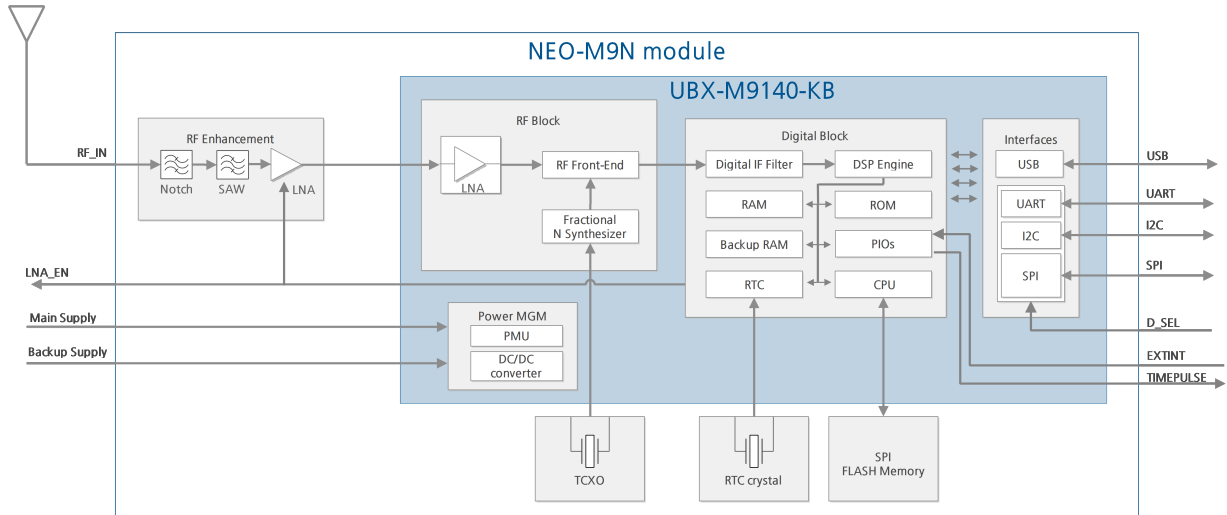 NEO-M9N module
UBX-M9140-KB
RF_IN
RF Enhancement
Notch
SAW
LNA
RF Block
LNA
RF Front-End
Fractional
N Synthesizer
Digital Block
Digital IF Filter
DSP Engine
RAM
ROM
Backup RAM
PIOs
RTC
CPU
Interfaces
USB
UART
I2C
SPI
USB
UART
I2C
SPI
D_SEL
EXTINT
TIMEPULSE
LNA_EN
Main Supply
Backup Supply
Power MGM
PMU
DC/DC
converter
TCXO
RTC crystal
SPI
FLASH Memory